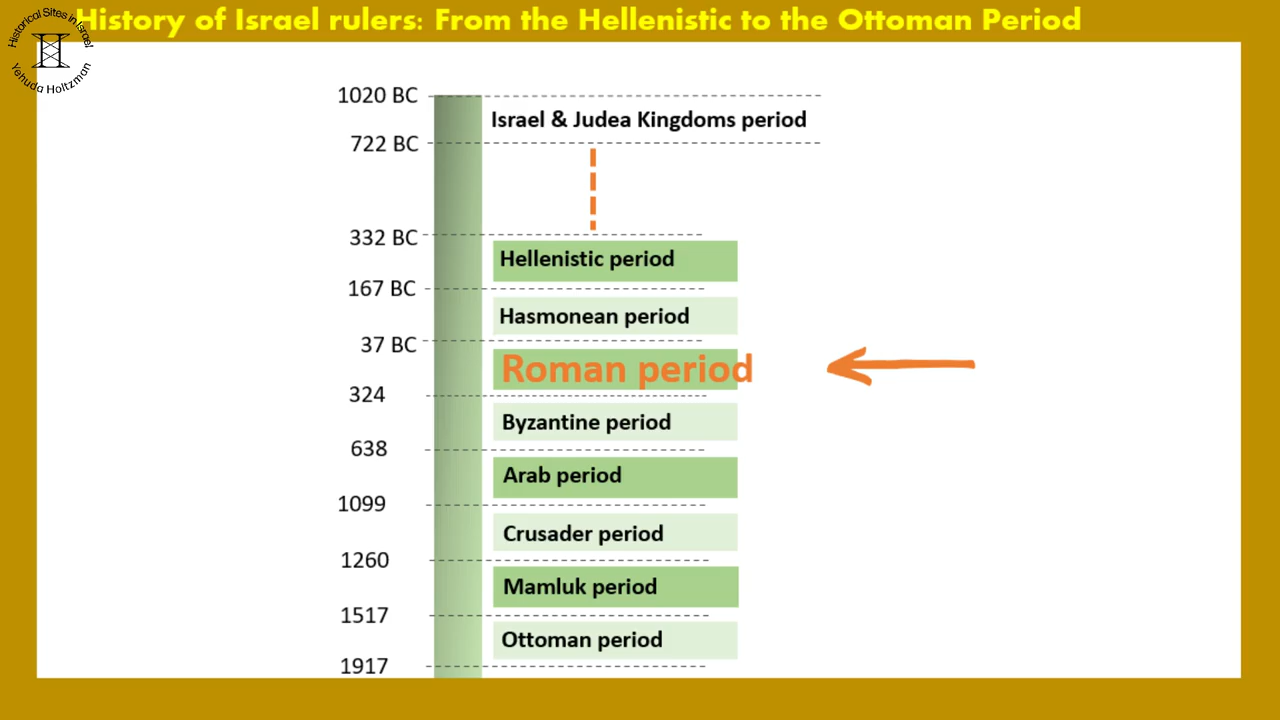 History of Israel rulers: From the Hellenistic to the Ottoman Period
Historical Sites in Israel
Yehuda Holtzman
1020 BC
Israel & Judea Kingdoms period
722 BC
332 BC
Hellenistic period
167 BC
Hasmonean period
37 BC
Roman period
324
Byzantine period
638
Arab period
1099
Crusader period
1260
Mamluk period
1517
Ottoman period
1917